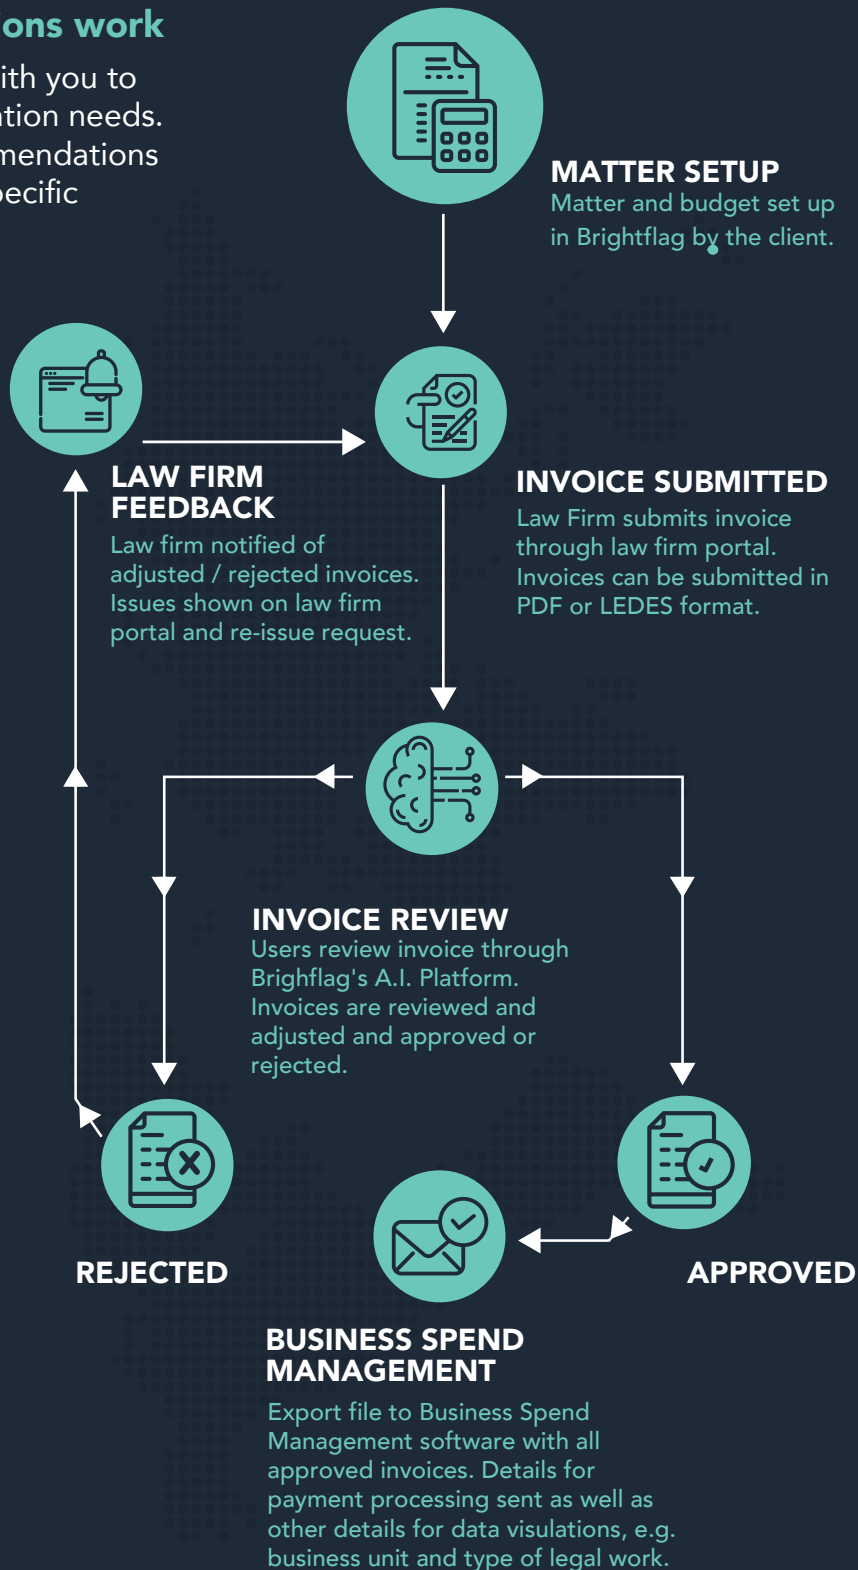 ions work
ith you to
ation needs.
mendations
pecific
MATTER SETUP
Matter and budget set up
in Brightflag by the client.
LAW FIRM
FEEDBACK
Law firm notified of
adjusted / rejected invoices.
Issues shown on law firm
portal and re-issue request.
INVOICE SUBMITTED
Law Firm submits invoice
through law firm portal.
Invoices can be submitted in
PDF or LEDES format.
INVOICE REVIEW
Users review invoice through
Brighflag's A.I. Platform.
Invoices are reviewed and
adjusted and approved or
rejected.
REJECTED
APPROVED
BUSINESS SPEND
MANAGEMENT
Export file to Business Spend
Management software with all
approved invoices. Details for
payment processing sent as well as
other details for data visulations, e.g.
business unit and type of legal work.